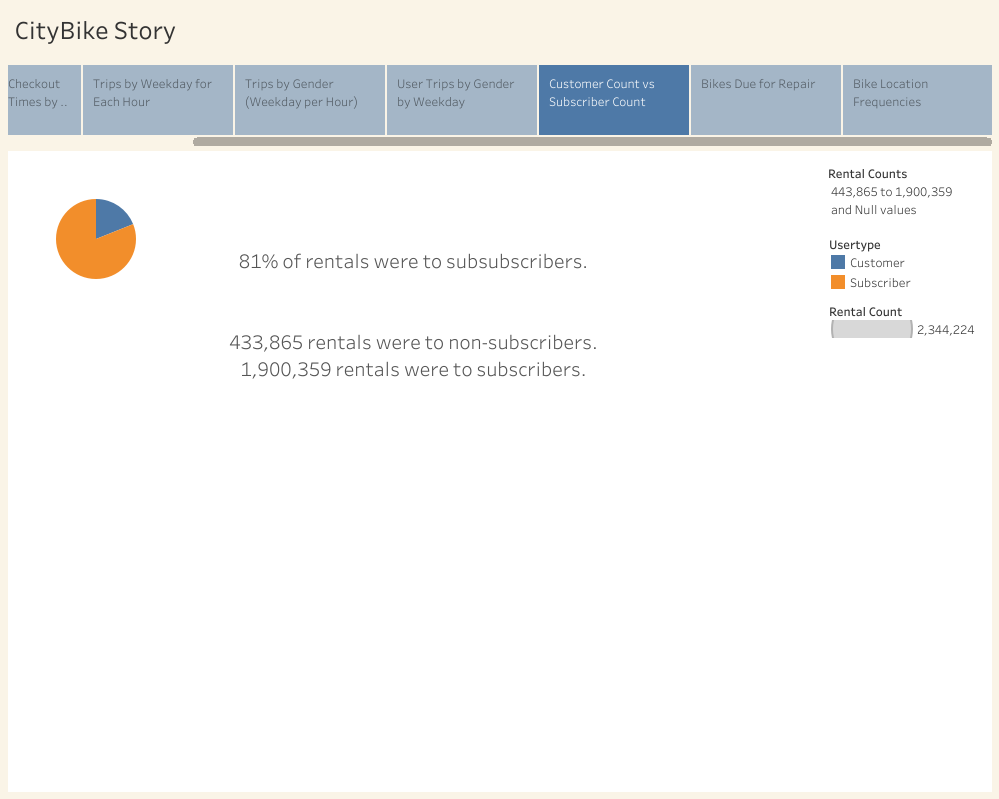 CityBike Story
Checkout
Times by ..
Trips by Weekday for
Each Hour
Trips by Gender
(Weekday per Hour)
User Trips by Gender
by Weekday
Customer Count vs
Subscriber Count
Bikes Due for Repair
Bike Location
Frequencies
81% of rentals were to subsubscribers.
433,865 rentals were to non-subscribers.
1,900,359 rentals were to subscribers.
Rental Counts
443,865 to 1,900,359
and Null values
Usertype
Customer
Subscriber
Rental Count
2,344,224